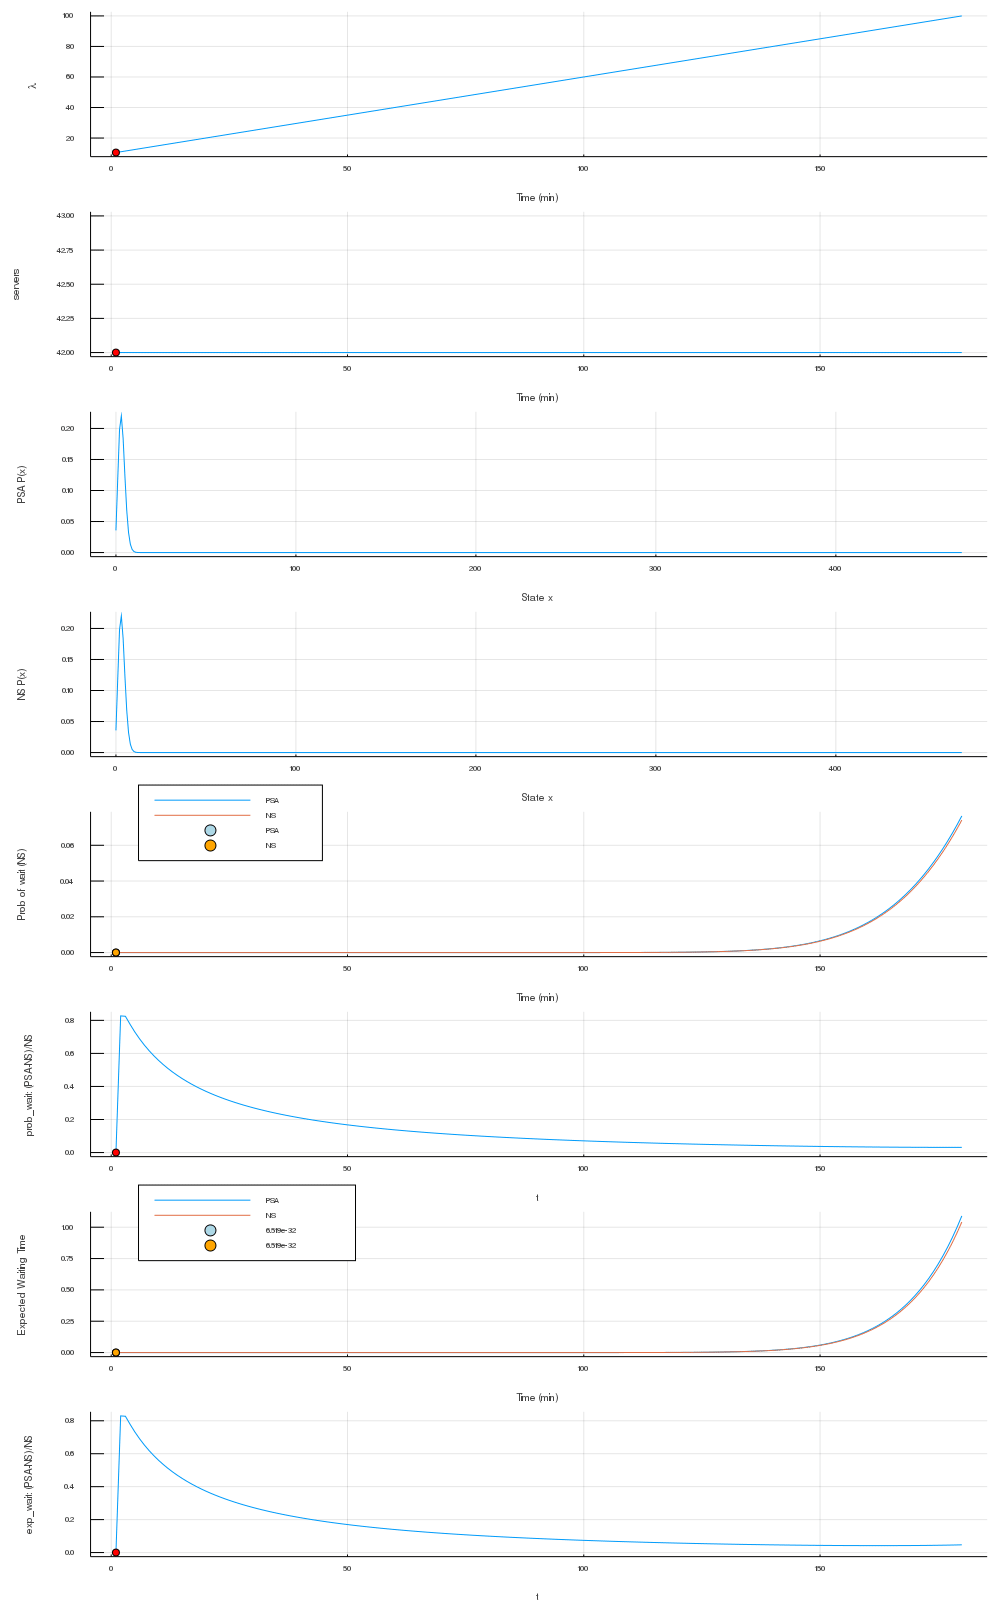 λ
100
80
60
40
20
0 50 100 150
Time (min)
servers
43.00
42.75
42.50
42.25
42.00
0 50 100 150
Time (min)
PSA P(x)
0.20
0.15
0.10
0.05
0.00
0 100 200 300 400
State x
NS P(x)
0.20
0.15
0.10
0.05
0.00
0 100 200 300 400
State x
PSA
NS
PSA
NS
Prob of wait (NS)
0.06
0.04
0.02
0.00
0 50 100 150
Time (min)
prob_wait: (PSA-NS)/NS
0.8
0.6
0.4
0.2
0.0
0 50 100 150
t
PSA
NS
6.519e-32
6.519e-32
Expected Waiting Time
1.00
0.75
0.50
0.25
0.00
0 50 100 150
Time (min)
exp_wait: (PSA-NS)/NS
0.8
0.6
0.4
0.2
0.0
0 50 100 150
t